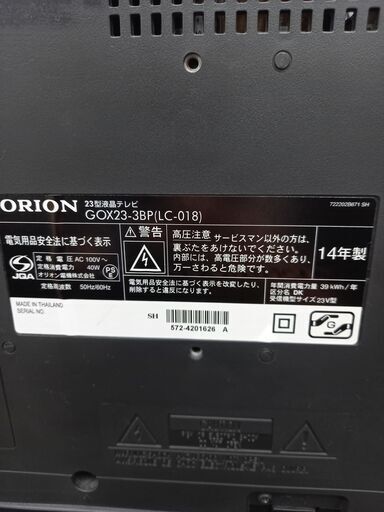 ORION
23型液晶テレビ
GOX23-3BP(LC-018)
722202B671 SH
電気用品安全法に基づく表示
定格電圧 AC 100V～
定格消費電力 40W
オリオン電機株式会社
定格周波数 50Hz/60Hz
JQA
PS
E
MADE IN THAILAND
SERIAL NO.
警告
高圧注意 サービスマン以外の方は、
裏ぶたをあけないでください。
内部には、高電圧部分が数多くあり、
万一さわると危険です。
電気用品安全法に基づく表示を改変したり、
削除すると違反になります。
14年製
年間消費電力量 39 kWh/年
区分名 DK
受信機型サイズ 23V型
SH
572-4201626 A
G
CAUTION